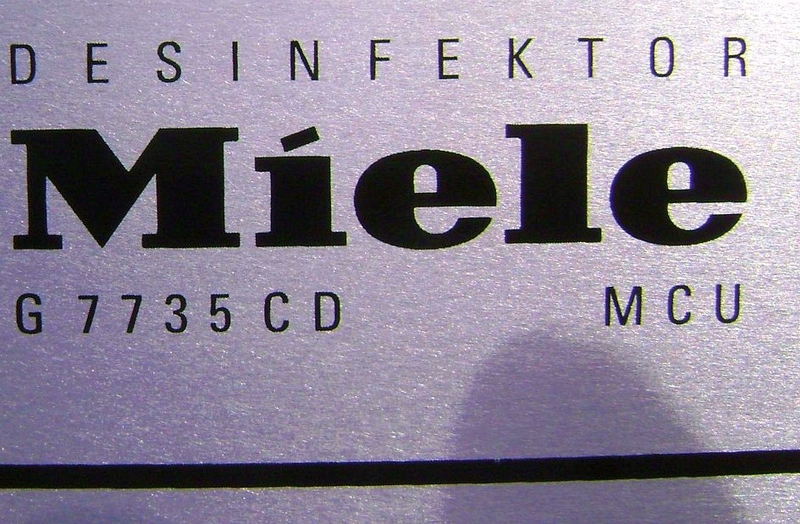 DESINFEKTOR
Miele
G 7735 CD MCU